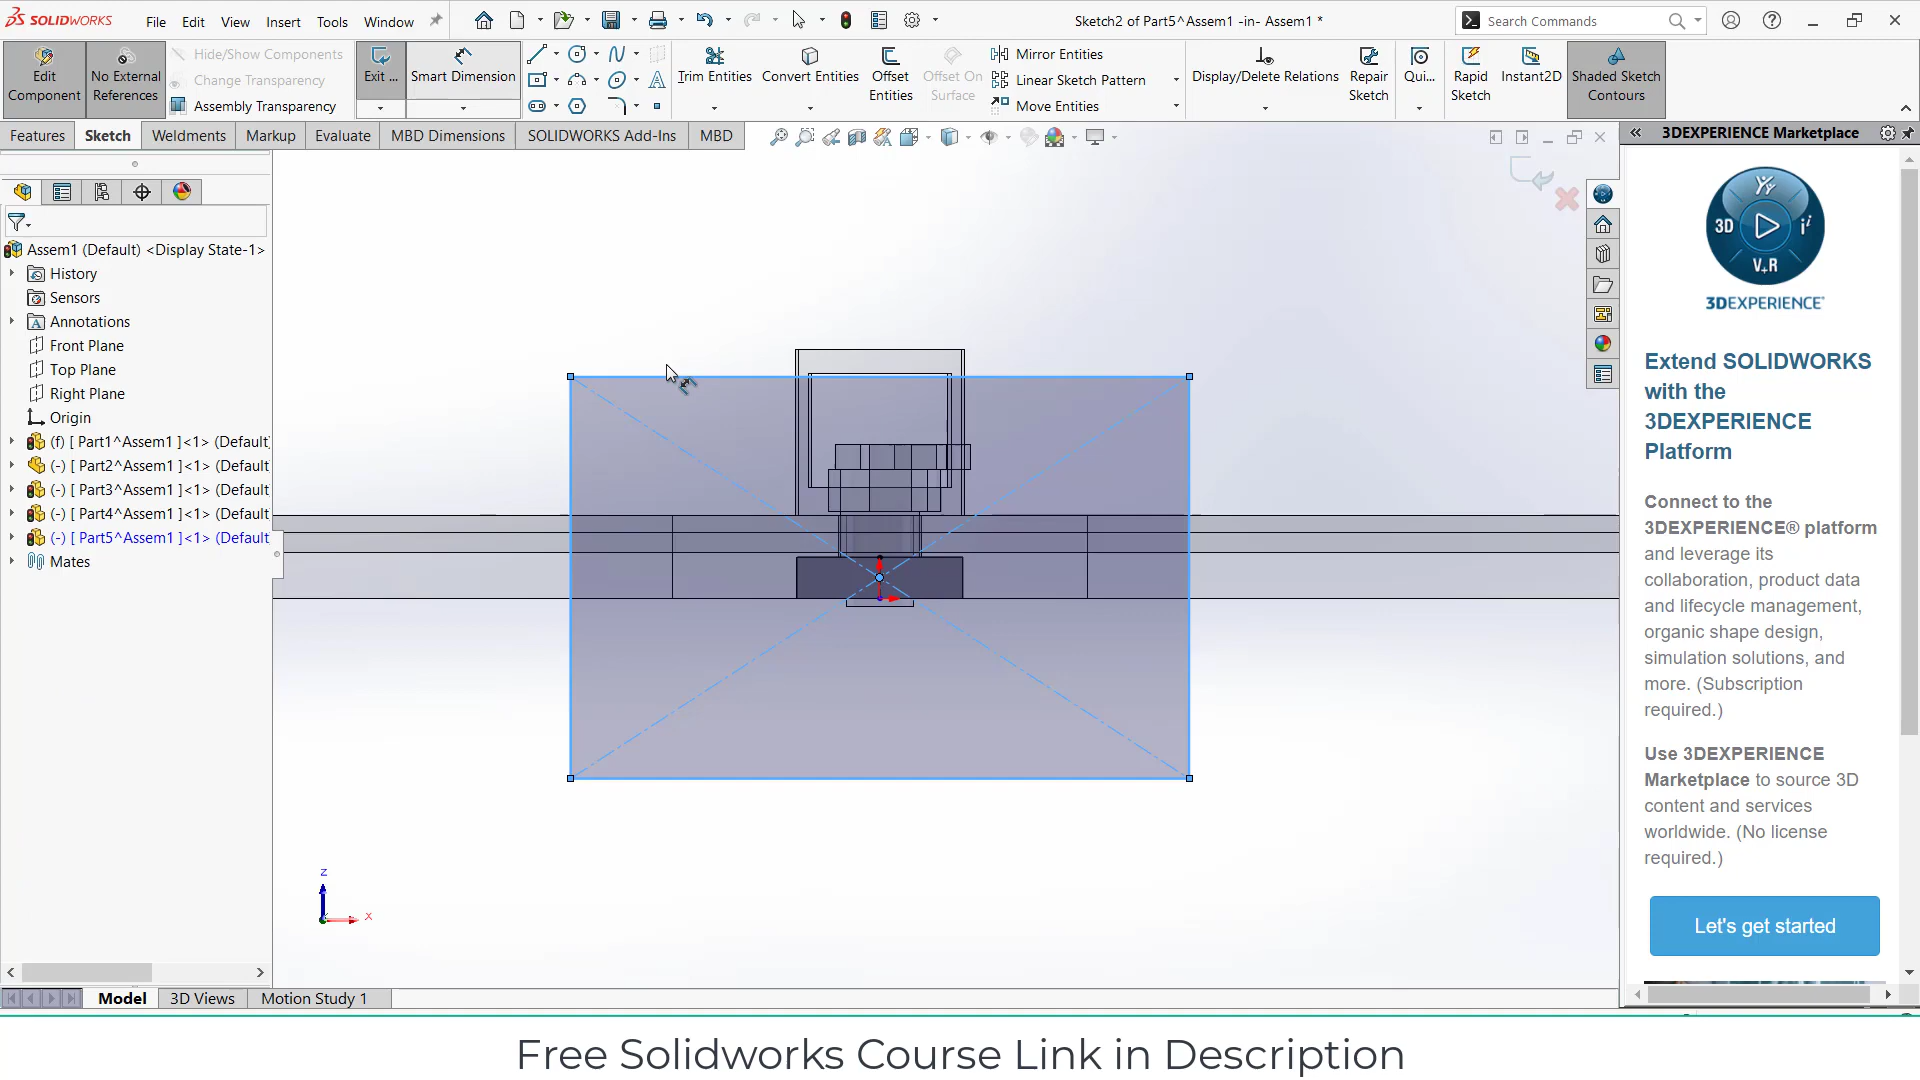 SOLIDWORKS
File Edit View Insert Tools Window
Sketch2 of Part5^Assem1 -in- Assem1 *
Search Commands
Edit Component
No External References
Hide/Show Components
Change Transparency
Assembly Transparency
Exit ...
Smart Dimension
Trim Entities
Convert Entities
Offset Entities
Offset On Surface
Mirror Entities
Linear Sketch Pattern
Move Entities
Display/Delete Relations
Repair Sketch
Qui...
Rapid Sketch
Instant2D
Shaded Sketch Contours
Features Sketch Weldments Markup Evaluate MBD Dimensions SOLIDWORKS Add-Ins MBD
3DEXPERIENCE Marketplace
Assem1 (Default) <Display State-1>
History
Sensors
Annotations
Front Plane
Top Plane
Right Plane
Origin
(f) [ Part1^Assem1 ]<1> (Default
(-) [ Part2^Assem1 ]<1> (Default
(-) [ Part3^Assem1 ]<1> (Default
(-) [ Part4^Assem1 ]<1> (Default
(-) [ Part5^Assem1 ]<1> (Default
Mates
z
x
3D
V+R
3DEXPERIENCE
Extend SOLIDWORKS
with the
3DEXPERIENCE
Platform
Connect to the
3DEXPERIENCE® platform
and leverage its
collaboration, product data
and lifecycle management,
organic shape design,
simulation solutions, and
more. (Subscription
required.)
Use 3DEXPERIENCE
Marketplace to source 3D
content and services
worldwide. (No license
required.)
Let's get started
Model 3D Views Motion Study 1
Free Solidworks Course Link in Description